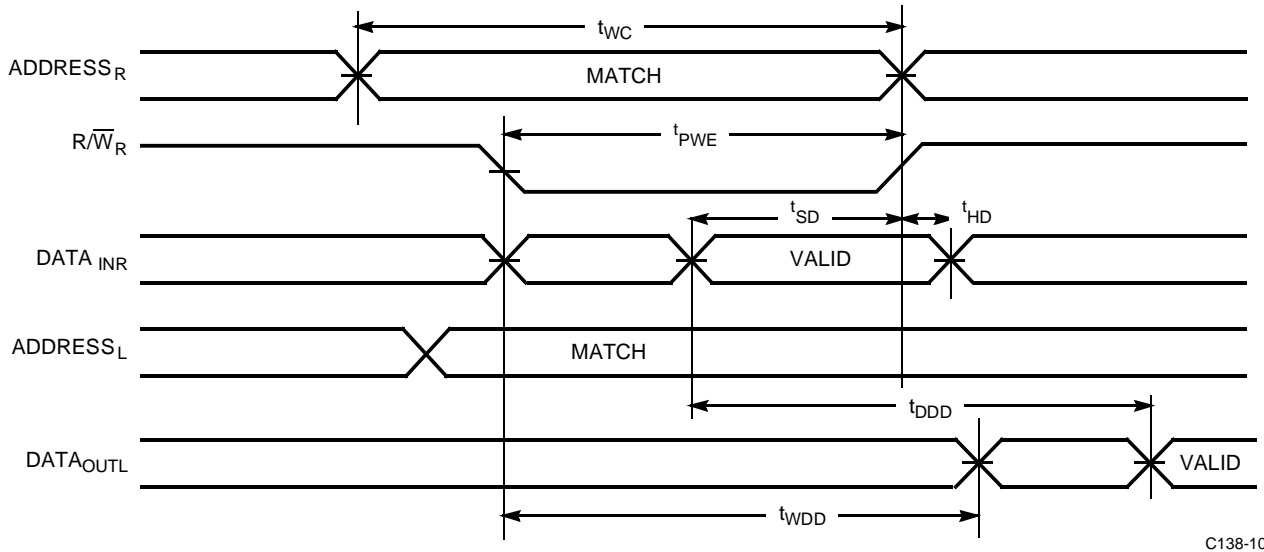 tWC
ADDRESSR
MATCH
R/W̅R
tPWE
tSD
tHD
DATA INR
VALID
ADDRESSL
MATCH
tDDD
DATAOUTL
VALID
tWDD
C138-10